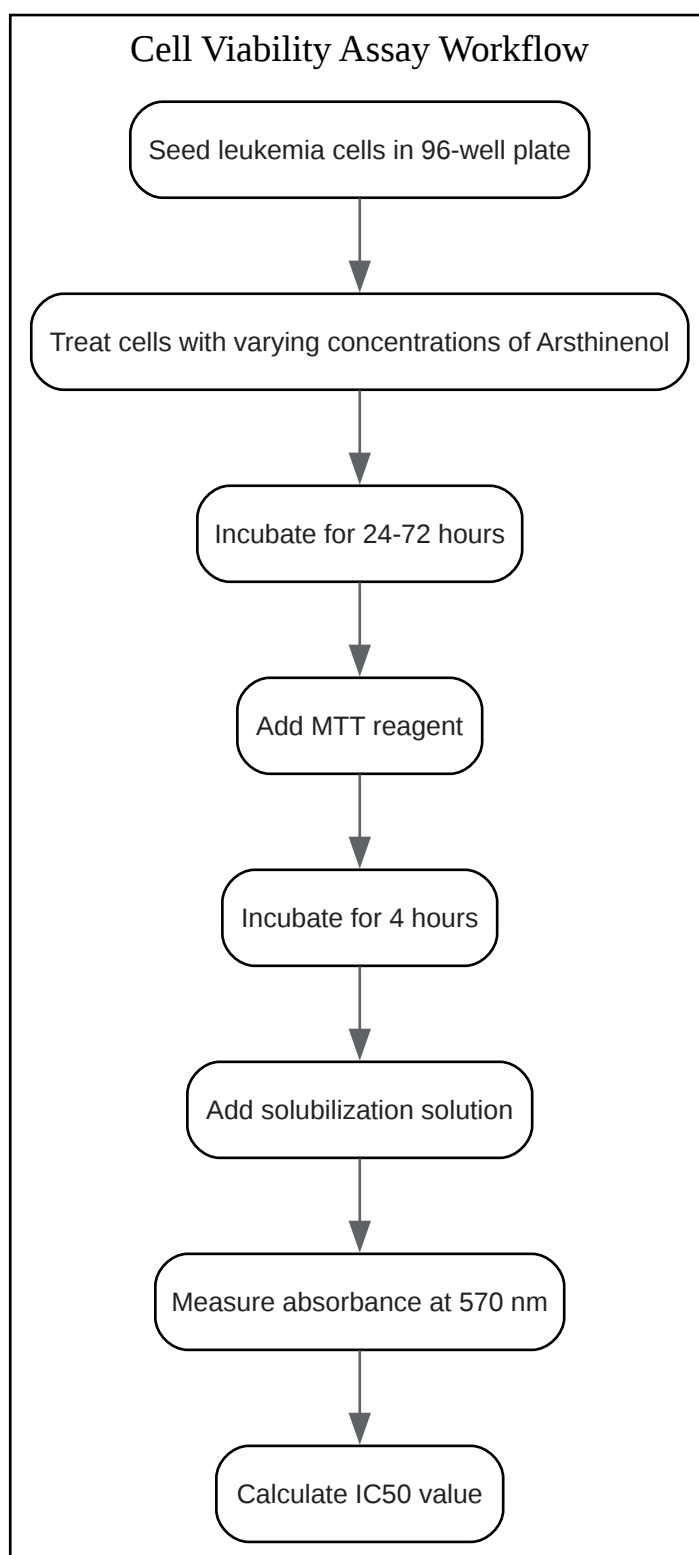 Cell Viability Assay Workflow
Seed leukemia cells in 96-well plate
Treat cells with varying concentrations of Arsthinenol
Incubate for 24-72 hours
Add MTT reagent
Incubate for 4 hours
Add solubilization solution
Measure absorbance at 570 nm
Calculate IC50 value